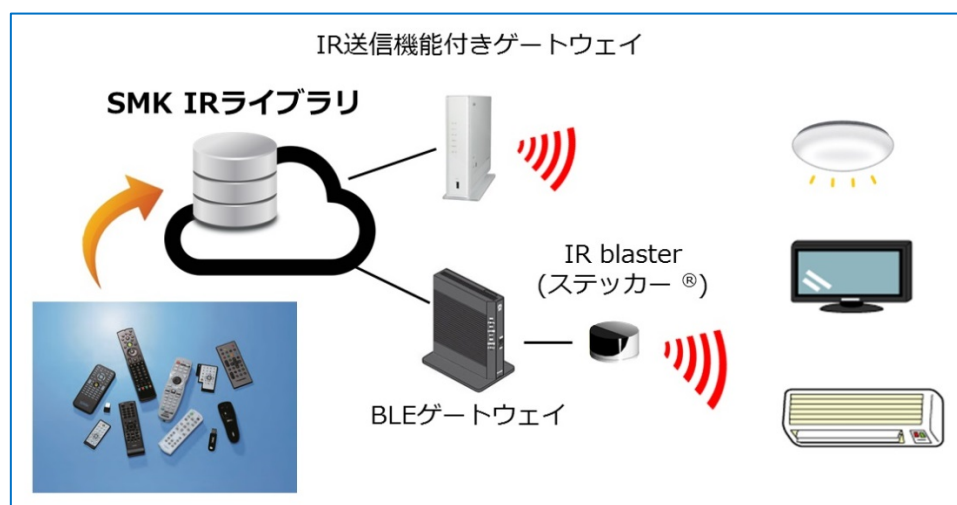 IR送信機能付きゲートウェイ
SMK IRライブラリ
IR blaster
(ステッカー ®)
BLEゲートウェイ